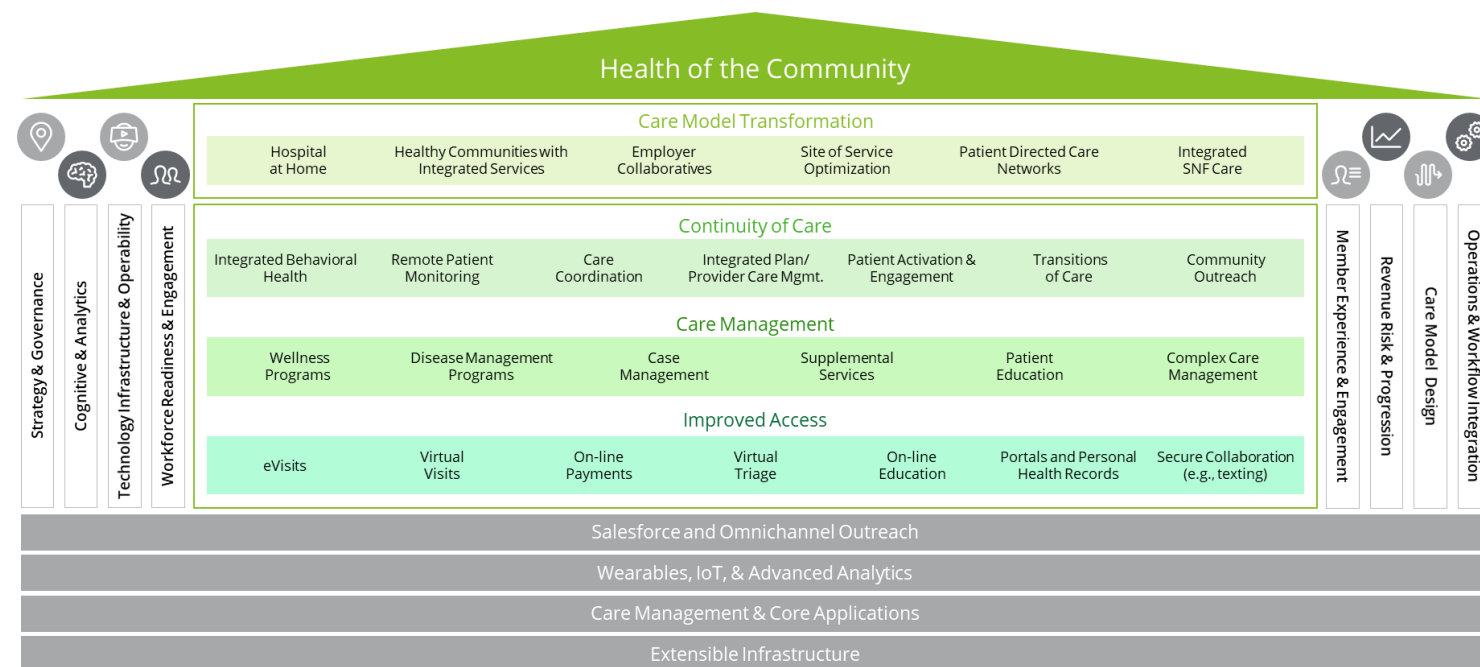 Health of the Community
Care Model Transformation
Hospital
at Home
Healthy Communities with
Integrated Services
Employer
Collaboratives
Site of Service
Optimization
Patient Directed Care
Networks
Integrated
SNF Care
Continuity of Care
Integrated Behavioral
Health
Remote Patient
Monitoring
Care
Coordination
Integrated Plan/
Provider Care Mgmt.
Patient Activation &
Engagement
Transitions
of Care
Community
Outreach
Care Management
Wellness
Programs
Disease Management
Programs
Case
Management
Supplemental
Services
Patient
Education
Complex Care
Management
Improved Access
eVisits
Virtual
Visits
On-line
Payments
Virtual
Triage
On-line
Education
Portals and Personal
Health Records
Secure Collaboration
(e.g., texting)
Strategy & Governance
Cognitive & Analytics
Technology Infrastructure & Operability
Workforce Readiness & Engagement
Member Experience & Engagement
Revenue Risk & Progression
Care Model Design
Operations & Workflow Integration
Salesforce and Omnichannel Outreach
Wearables, IoT, & Advanced Analytics
Care Management & Core Applications
Extensible Infrastructure